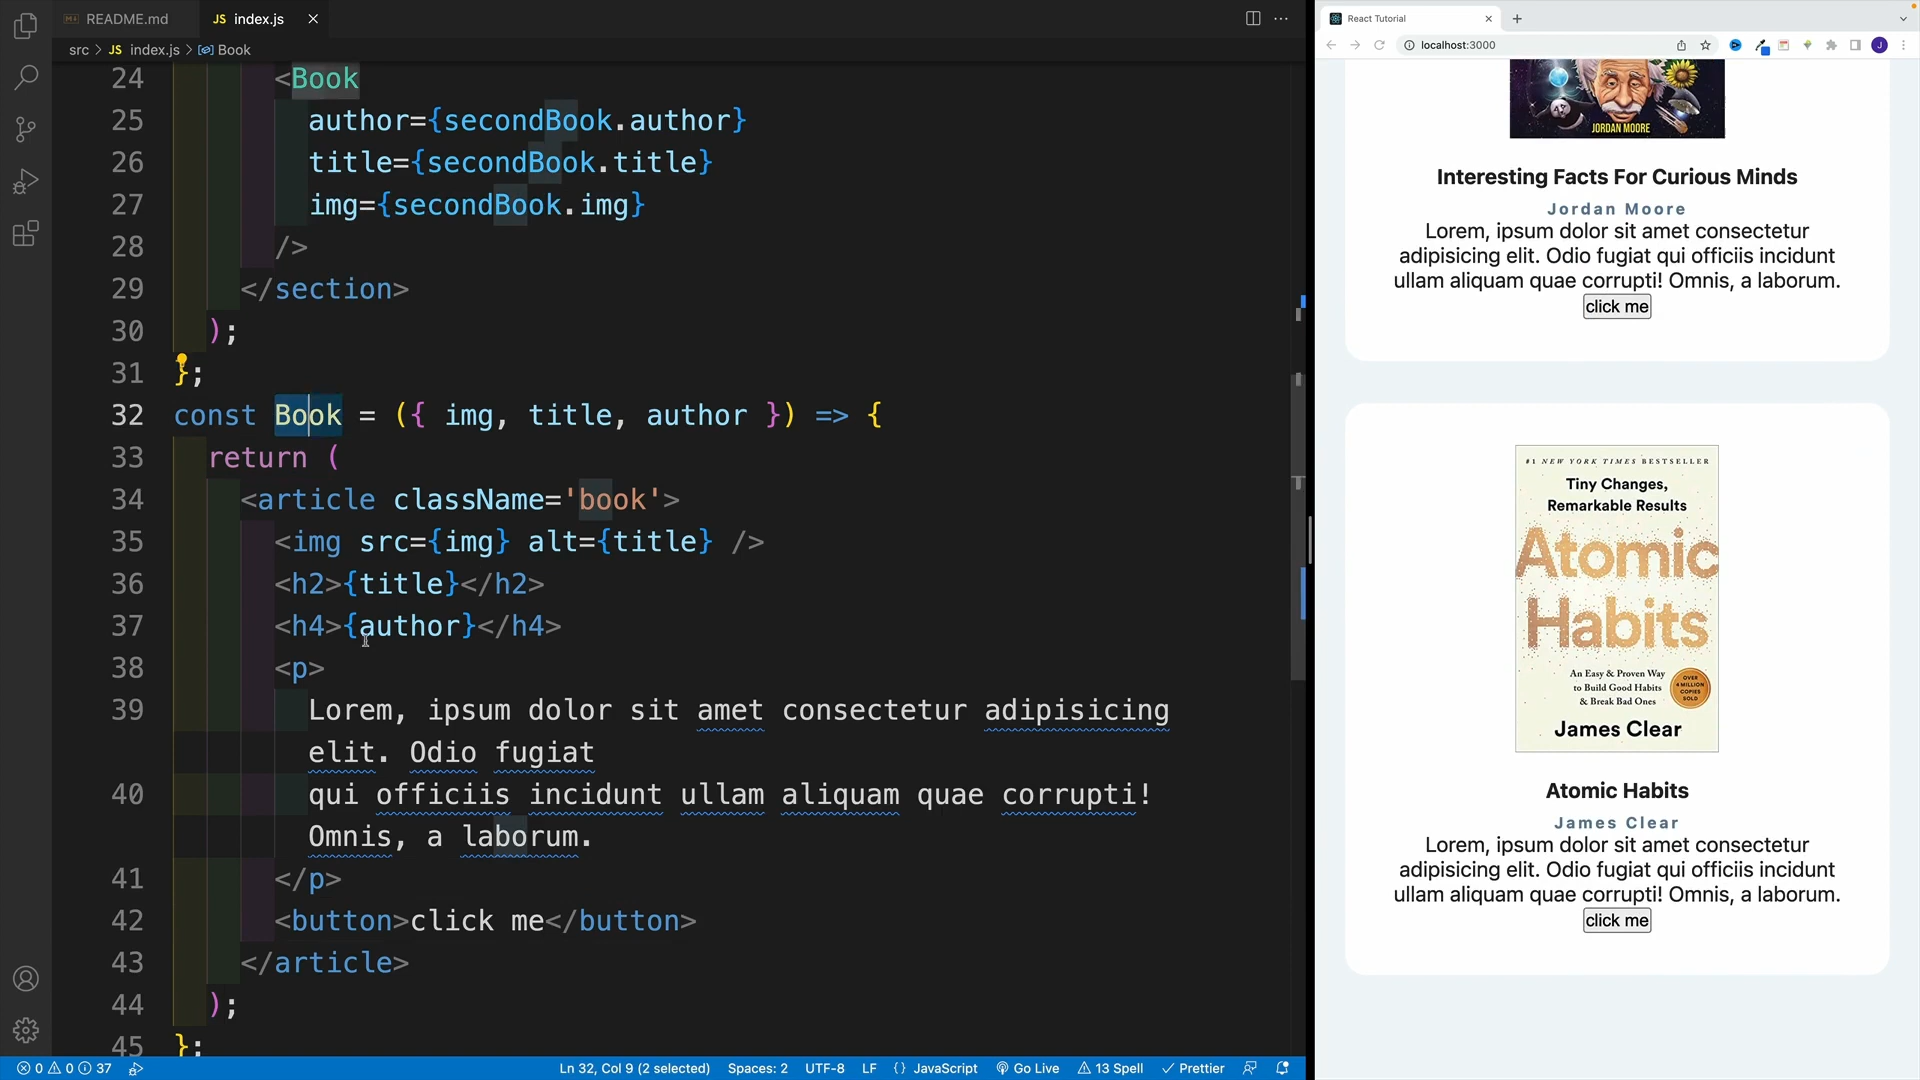 README.md
JS index.js
src > JS index.js > Book
24 <Book
25 author={secondBook.author}
26 title={secondBook.title}
27 img={secondBook.img}
28 />
29 </section>
30 );
31 };
32 const Book = ({ img, title, author }) => {
33 return (
34 <article className='book'>
35 <img src={img} alt={title} />
36 <h2>{title}</h2>
37 <h4>{author}</h4>
38 <p>
39 Lorem, ipsum dolor sit amet consectetur adipisicing
elit. Odio fugiat
40 qui officiis incidunt ullam aliquam quae corrupti!
Omnis, a laborum.
41 </p>
42 <button>click me</button>
43 </article>
44 );
45 };
0 0 37
Ln 32, Col 9 (2 selected) Spaces: 2 UTF-8 LF {} JavaScript Go Live 13 Spell Prettier
React Tutorial
localhost:3000
J
JORDAN MOORE
Interesting Facts For Curious Minds
Jordan Moore
Lorem, ipsum dolor sit amet consectetur
adipisicing elit. Odio fugiat qui officiis incidunt
ullam aliquam quae corrupti! Omnis, a laborum.
click me
#1 NEW YORK TIMES BESTSELLER
Tiny Changes,
Remarkable Results
Atomic
Habits
An Easy & Proven Way
to Build Good Habits
& Break Bad Ones
OVER
4 MILLION
COPIES
SOLD
James Clear
Atomic Habits
James Clear
Lorem, ipsum dolor sit amet consectetur
adipisicing elit. Odio fugiat qui officiis incidunt
ullam aliquam quae corrupti! Omnis, a laborum.
click me